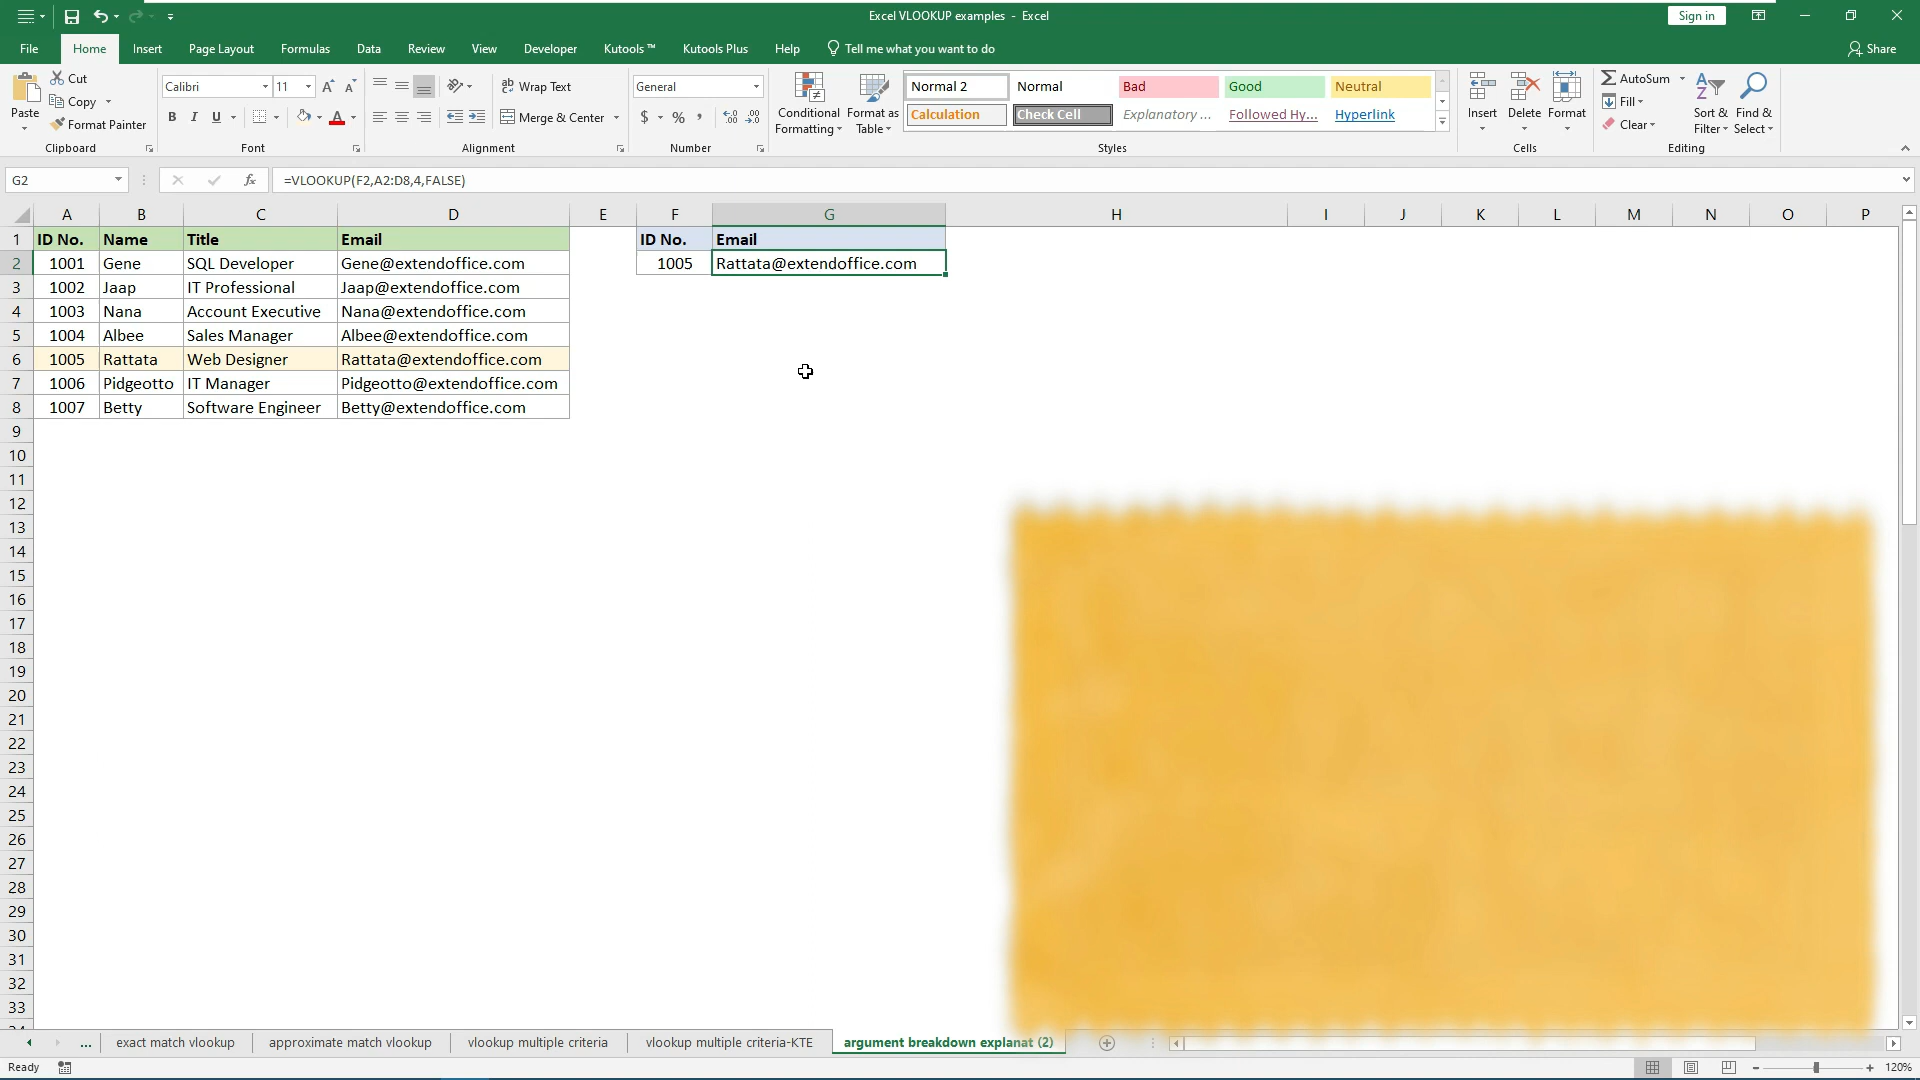 Excel VLOOKUP examples - Excel
Sign in
File Home Insert Page Layout Formulas Data Review View Developer Kutools ™ Kutools Plus Help Tell me what you want to do Share
Paste
Cut
Copy
Format Painter
Clipboard
Calibri 11
B I U
Font
Wrap Text
Merge & Center
Alignment
General
$ % ,
Number
Conditional Formatting
Format as Table
Normal 2 Normal Bad Good Neutral
Calculation Check Cell Explanatory ... Followed Hy... Hyperlink
Styles
Insert Delete Format
Cells
AutoSum
Fill
Clear
Sort & Filter
Find & Select
Editing
G2 fx =VLOOKUP(F2,A2:D8,4,FALSE)
A B C D E F G H I J K L M N O P
1 ID No. Name Title Email ID No. Email
2 1001 Gene SQL Developer Gene@extendoffice.com 1005 Rattata@extendoffice.com
3 1002 Jaap IT Professional Jaap@extendoffice.com
4 1003 Nana Account Executive Nana@extendoffice.com
5 1004 Albee Sales Manager Albee@extendoffice.com
6 1005 Rattata Web Designer Rattata@extendoffice.com
7 1006 Pidgeotto IT Manager Pidgeotto@extendoffice.com
8 1007 Betty Software Engineer Betty@extendoffice.com
9
10
11
12
13
14
15
16
17
18
19
20
21
22
23
24
25
26
27
28
29
30
31
32
33
... exact match vlookup approximate match vlookup vlookup multiple criteria vlookup multiple criteria-KTE argument breakdown explanat (2)
Ready 120%